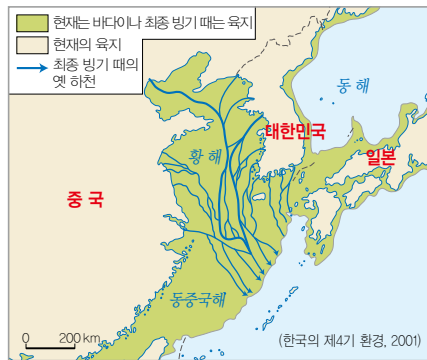 현재는 바다이나 최종 빙기 때는 육지
현재의 육지
최종 빙기 때의
옛 하천
동해
대한민국
황해
일본
중국
동중국해
0 200km
(한국의 제4기 환경, 2001)